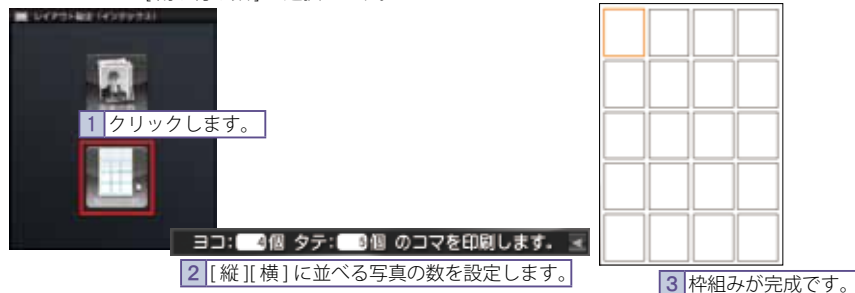 レイアウト設定（インデックス）
1 クリックします。
ヨコ: 4個 タテ: 5個 のコマを印刷します。
2 [縦][横]に並べる写真の数を設定します。
3 枠組みが完成です。